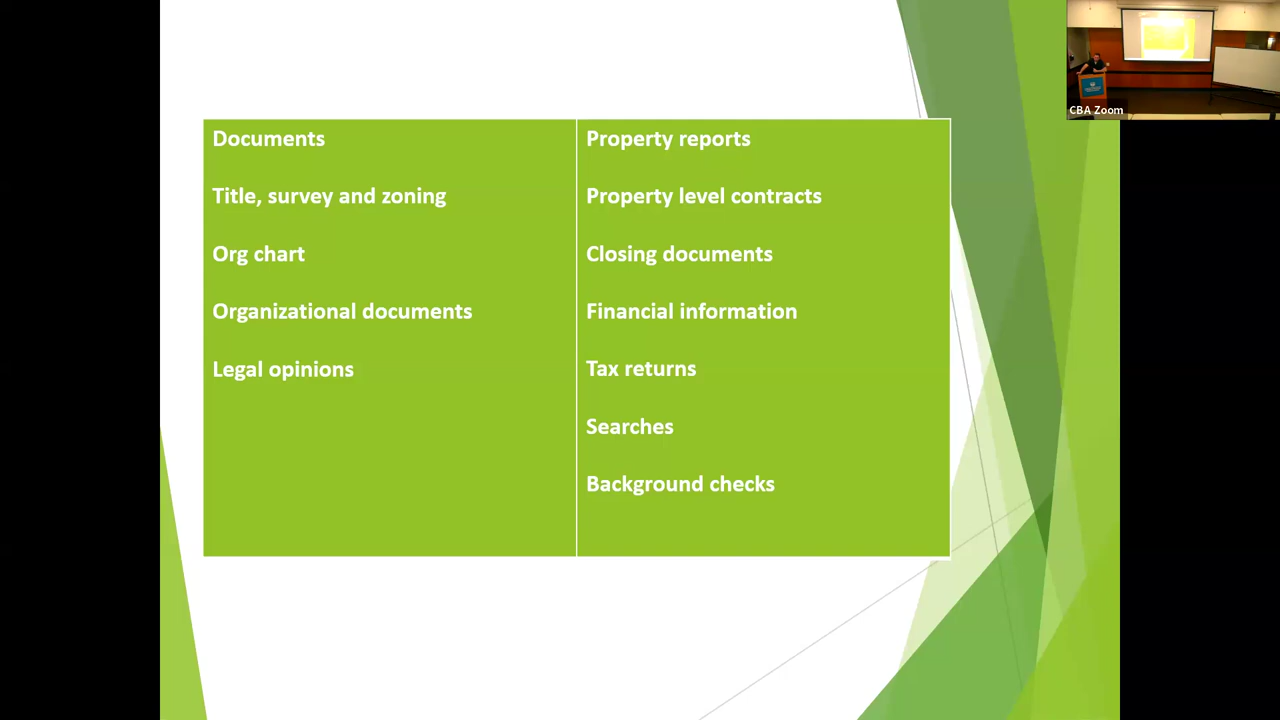 Documents
Title, survey and zoning
Org chart
Organizational documents
Legal opinions
Property reports
Property level contracts
Closing documents
Financial information
Tax returns
Searches
Background checks
CBA Zoom